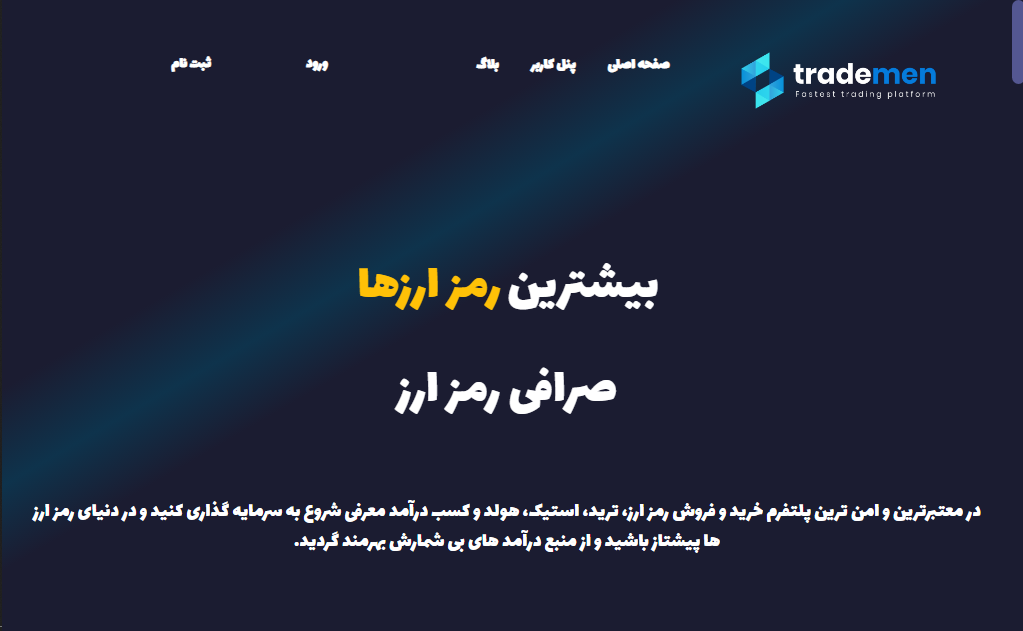 trademen
Fastest trading platform
صفحه اصلی
پنل کاربر
بلاگ
ورود
ثبت نام
بیشترین رمز ارزها
صرافی رمز ارز
در معتبرترین و امن ترین پلتفرم خرید و فروش رمز ارز، ترید، استیک، هولد و کسب درآمد معرفی شروع به سرمایه گذاری کنید و در دنیای رمز ارز
ها پیشتاز باشید و از منبع درآمد های بی شمارش بهرمند گردید.